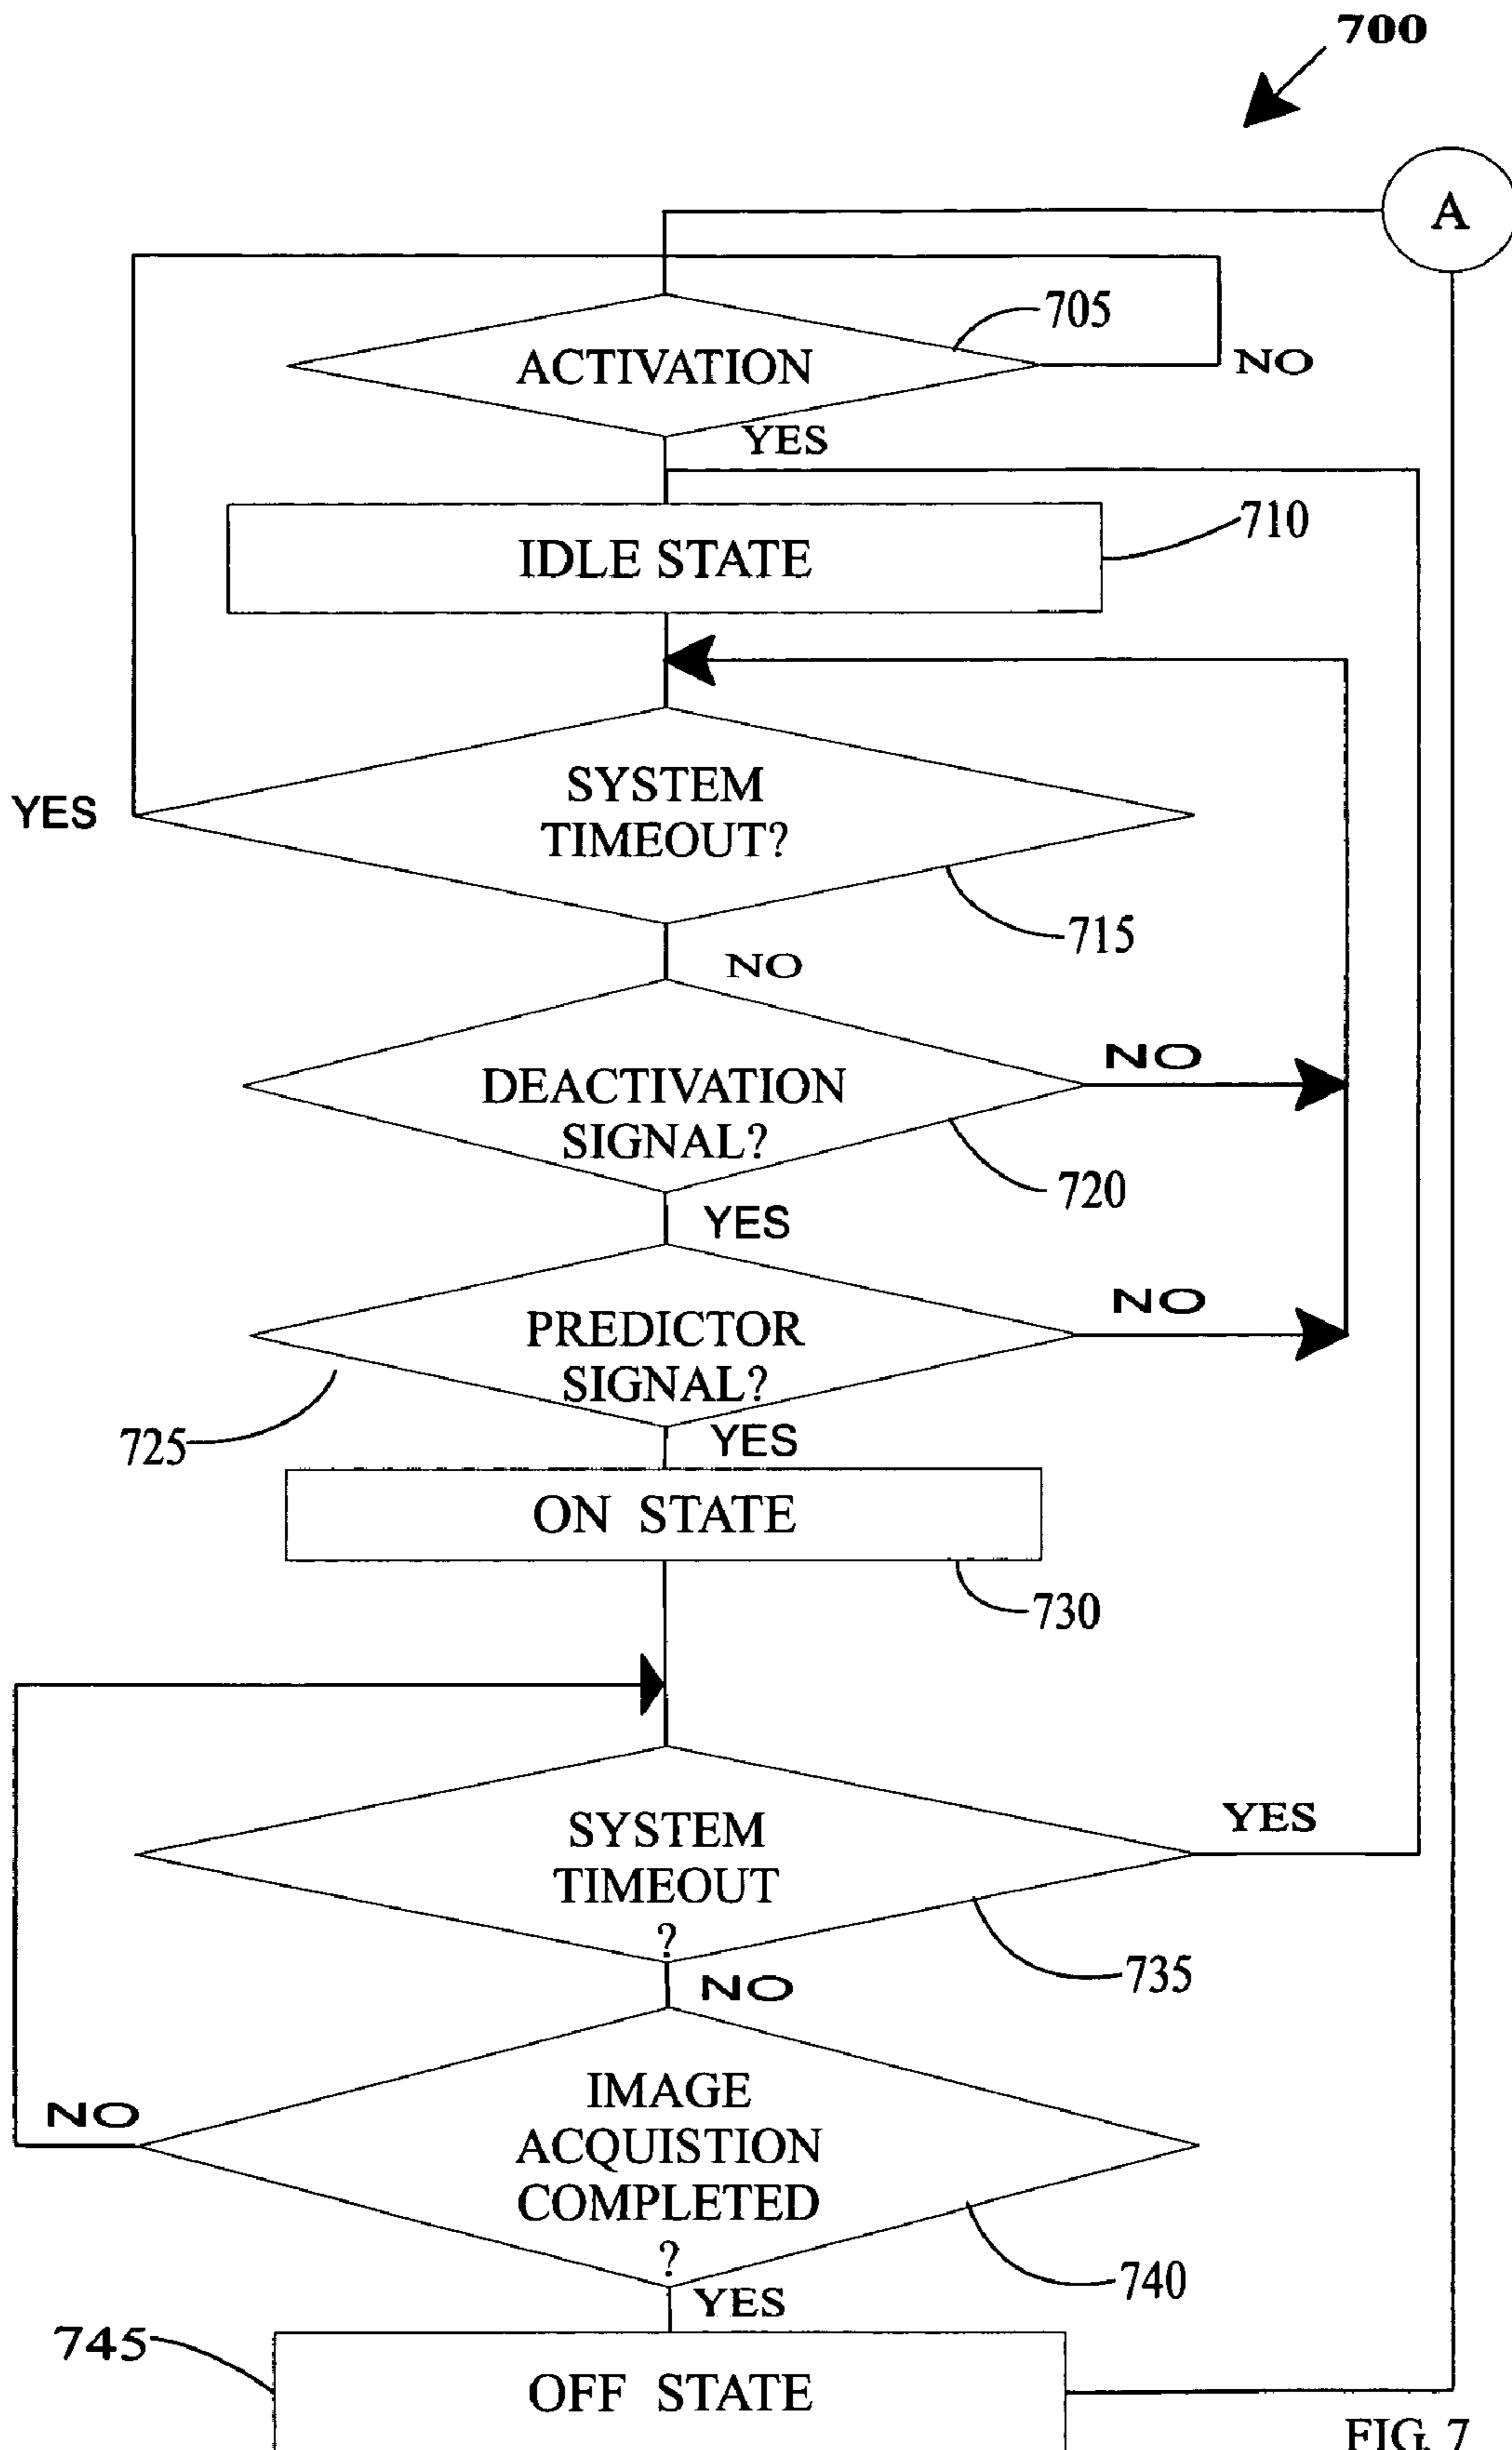 700
A
705
ACTIVATION
NO
YES
710
IDLE STATE
SYSTEM
TIMEOUT?
YES
715
NO
DEACTIVATION
SIGNAL?
NO
720
YES
PREDICTOR
SIGNAL?
NO
725
YES
ON STATE
730
SYSTEM
TIMEOUT
?
YES
735
NO
IMAGE
ACQUISTION
COMPLETED
?
NO
740
YES
745
OFF STATE
FIG. 7